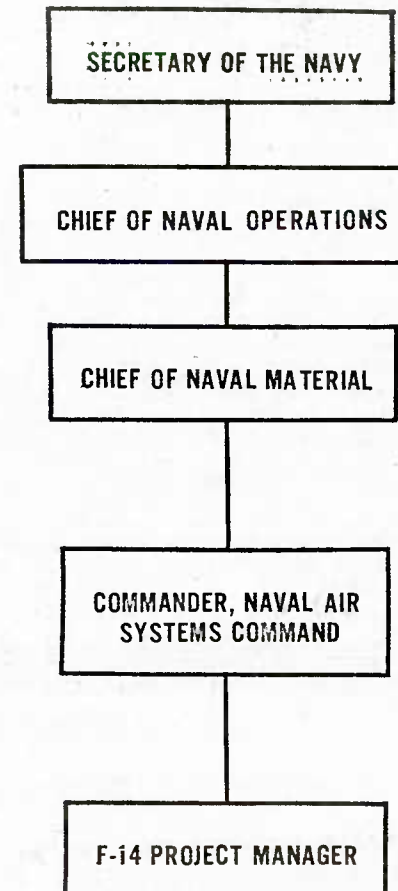 SECRETARY OF THE NAVY
CHIEF OF NAVAL OPERATIONS
CHIEF OF NAVAL MATERIAL
COMMANDER, NAVAL AIR
SYSTEMS COMMAND
F-14 PROJECT MANAGER